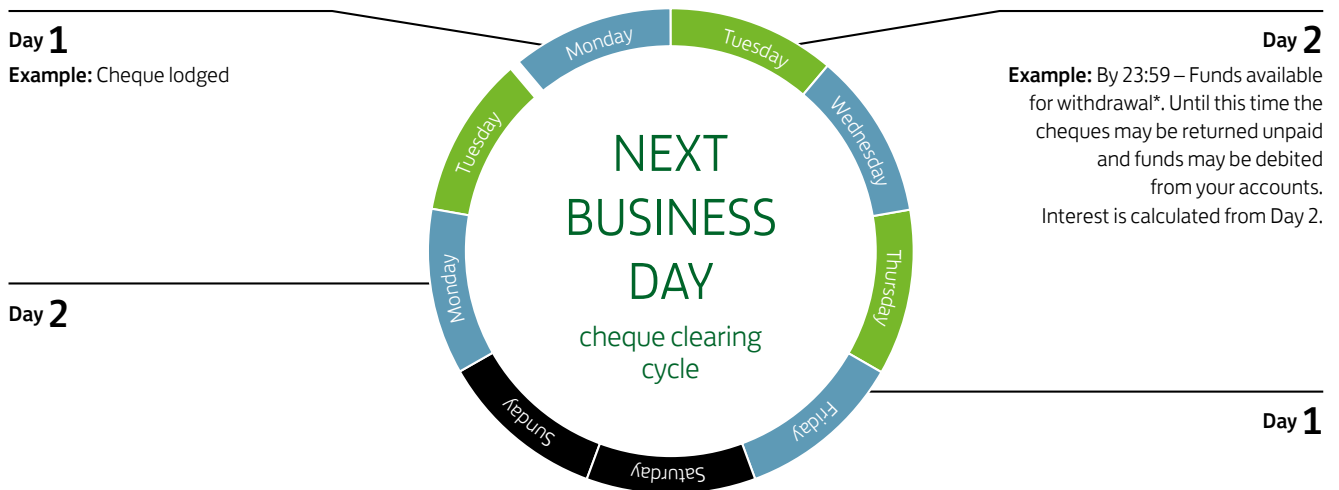 Day 1
Example: Cheque lodged
Monday
Tuesday
Wednesday
Thursday
Friday
Saturday
Sunday
Monday
Tuesday
Day 2
Example: By 23:59 – Funds available
for withdrawal*. Until this time the
cheques may be returned unpaid
and funds may be debited
from your accounts.
Interest is calculated from Day 2.
NEXT
BUSINESS
DAY
cheque clearing
cycle
Day 2
Day 1